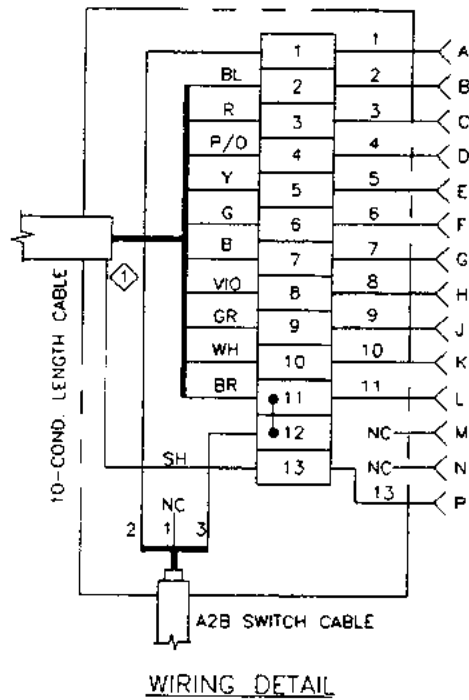 1 1 A
BL 2 2 B
R 3 3 C
P/O 4 4 D
Y 5 5 E
G 6 6 F
B 7 7 G
VIO 8 8 H
GR 9 9 J
WH 10 10 K
BR 11 11 L
12 NC M
NC N
SH 13 13 P
1
10-COND. LENGTH CABLE
NC
2 1 3
A2B SWITCH CABLE
WIRING DETAIL